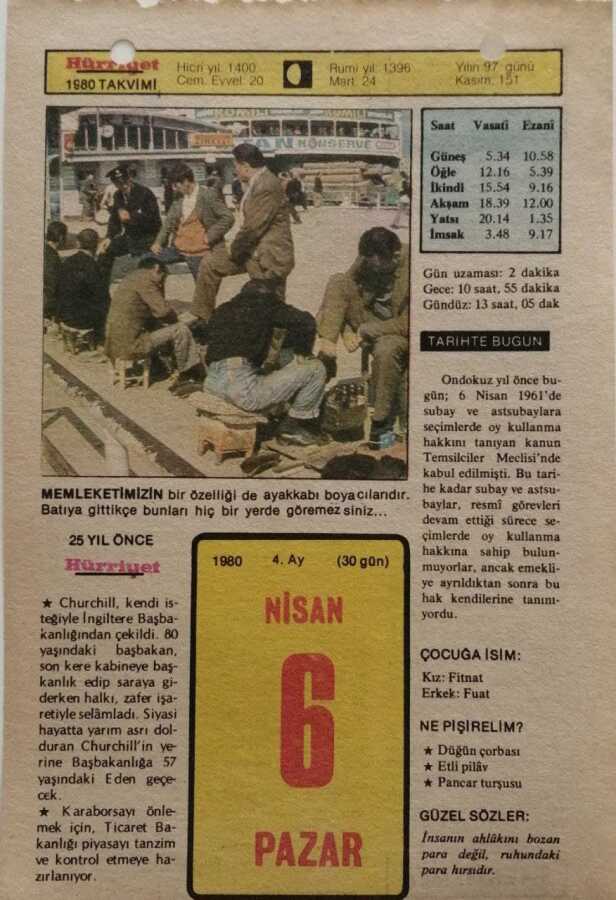 Hürriyet
1980 TAKVİMİ
Hicri yıl: 1400
Cem. Evvel. 20
Rumi yıl: 1396
Mart. 24
Yılın 97. günü
Kasım. 151
KOMİLİ
KONSERVE
Saat Vasatî Ezanî
Güneş 5.34 10.58
Öğle 12.16 5.39
İkindi 15.54 9.16
Akşam 18.39 12.00
Yatsı 20.14 1.35
İmsak 3.48 9.17
Gün uzaması: 2 dakika
Gece: 10 saat, 55 dakika
Gündüz: 13 saat, 05 dak
MEMLEKETİMİZİN bir özelliği de ayakkabı boyacılarıdır.
Batıya gittikçe bunları hiç bir yerde göremezsiniz...
TARIHTE BUGUN
Ondokuz yıl önce bu-
gün; 6 Nisan 1961'de
subay ve astsubaylara
seçimlerde oy kullanma
hakkını tanıyan kanun
Temsilciler Meclisi'nde
kabul edilmişti. Bu tari-
he kadar subay ve astsu-
baylar, resmî görevleri
devam ettiği sürece se-
çimlerde oy kullanma
hakkına sahip bulun-
muyorlar, ancak emekli-
ye ayrıldıktan sonra bu
hak kendilerine tanını-
yordu.
25 YIL ÖNCE
Hürriyet
★ Churchill, kendi is-
teğiyle İngiltere Başba-
kanlığından çekildi. 80
yaşındaki başbakan,
son kere kabineye baş-
kanlık edip saraya gi-
derken halkı, zafer işa-
retiyle selâmladı. Siyasi
hayatta yarım asrı dol-
duran Churchill'in ye-
rine Başbakanlığa 57
yaşındaki Eden geçe-
cek.
★ Karaborsayı önle-
mek için, Ticaret Ba-
kanlığı piyasayı tanzim
ve kontrol etmeye ha-
zırlanıyor.
1980 4. Ay (30 gün)
NİSAN
6
PAZAR
ÇOCUĞA İSİM:
Kız: Fitnat
Erkek: Fuat
NE PİŞİRELİM?
★ Düğün çorbası
★ Etli pilâv
★ Pancar turşusu
GÜZEL SÖZLER:
İnsanın ahlâkını bozan
para değil, ruhundaki
para hırsıdır.